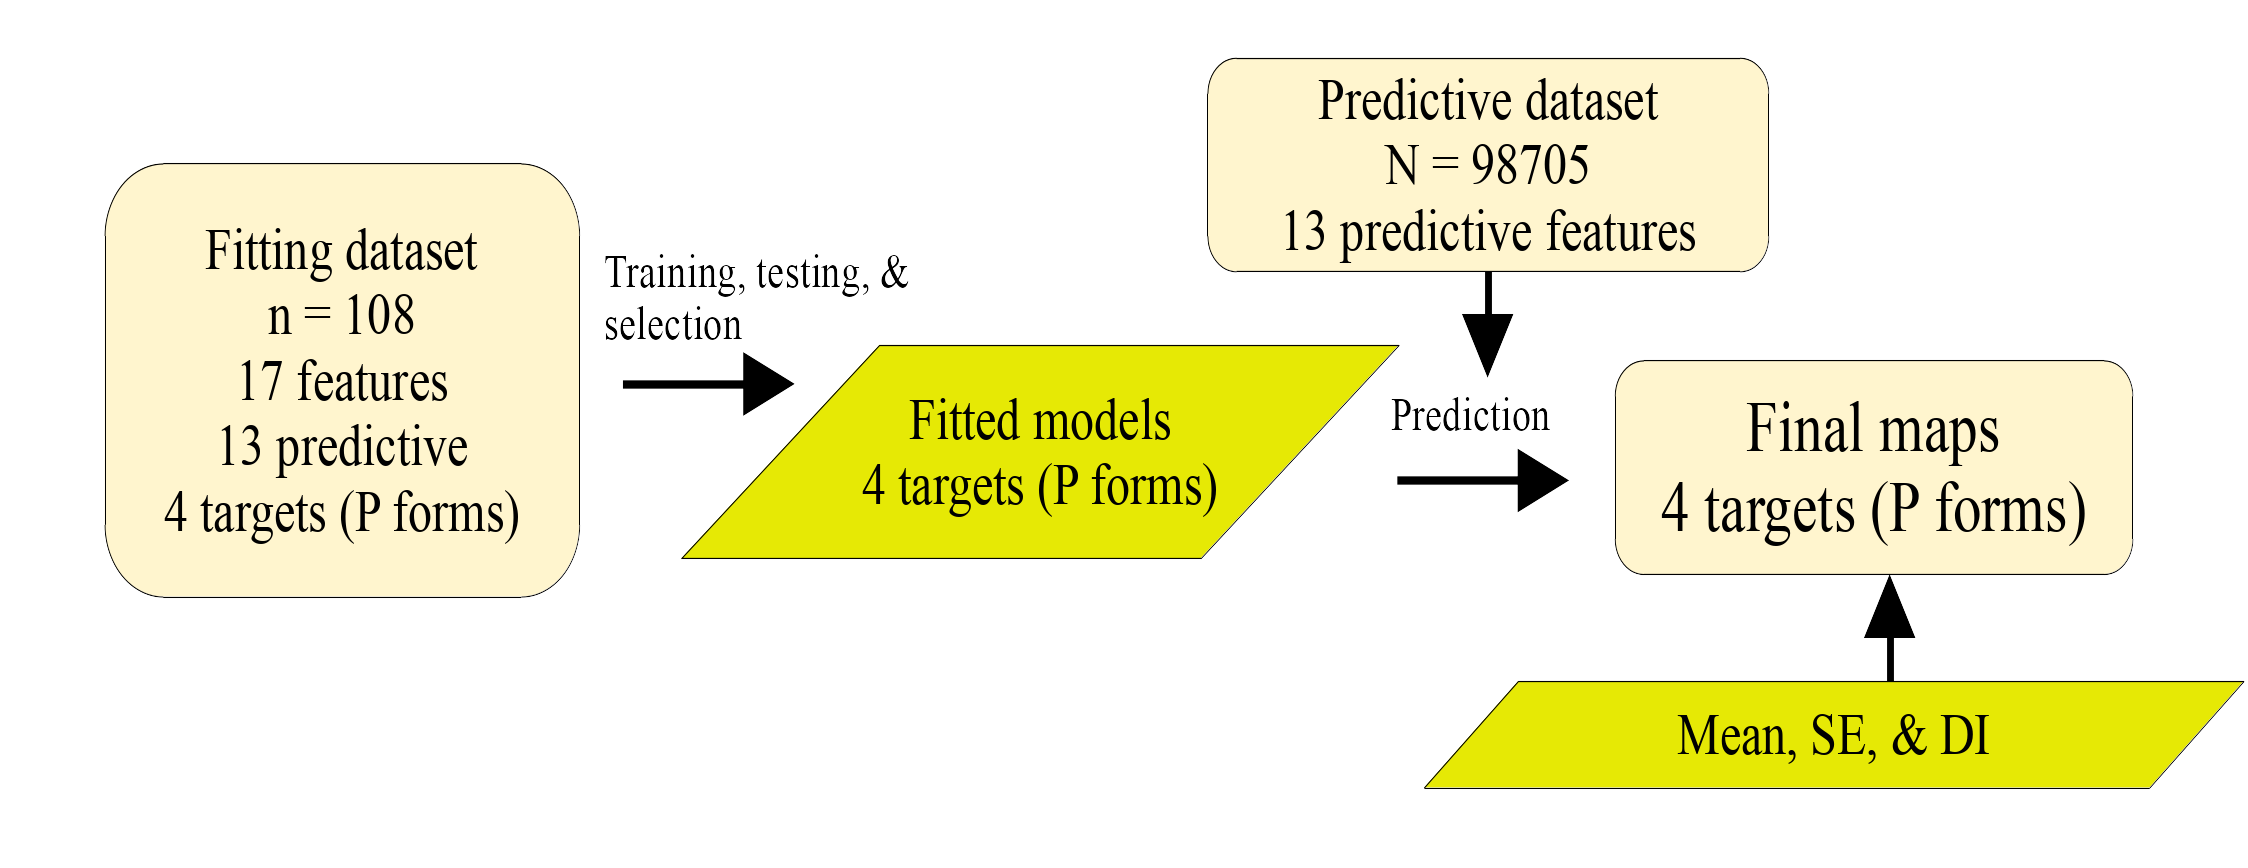 Fitting dataset
n = 108
17 features
13 predictive
4 targets (P forms)
Training, testing, &
selection
Fitted models
4 targets (P forms)
Predictive dataset
N = 98705
13 predictive features
Prediction
Final maps
4 targets (P forms)
Mean, SE, & DI